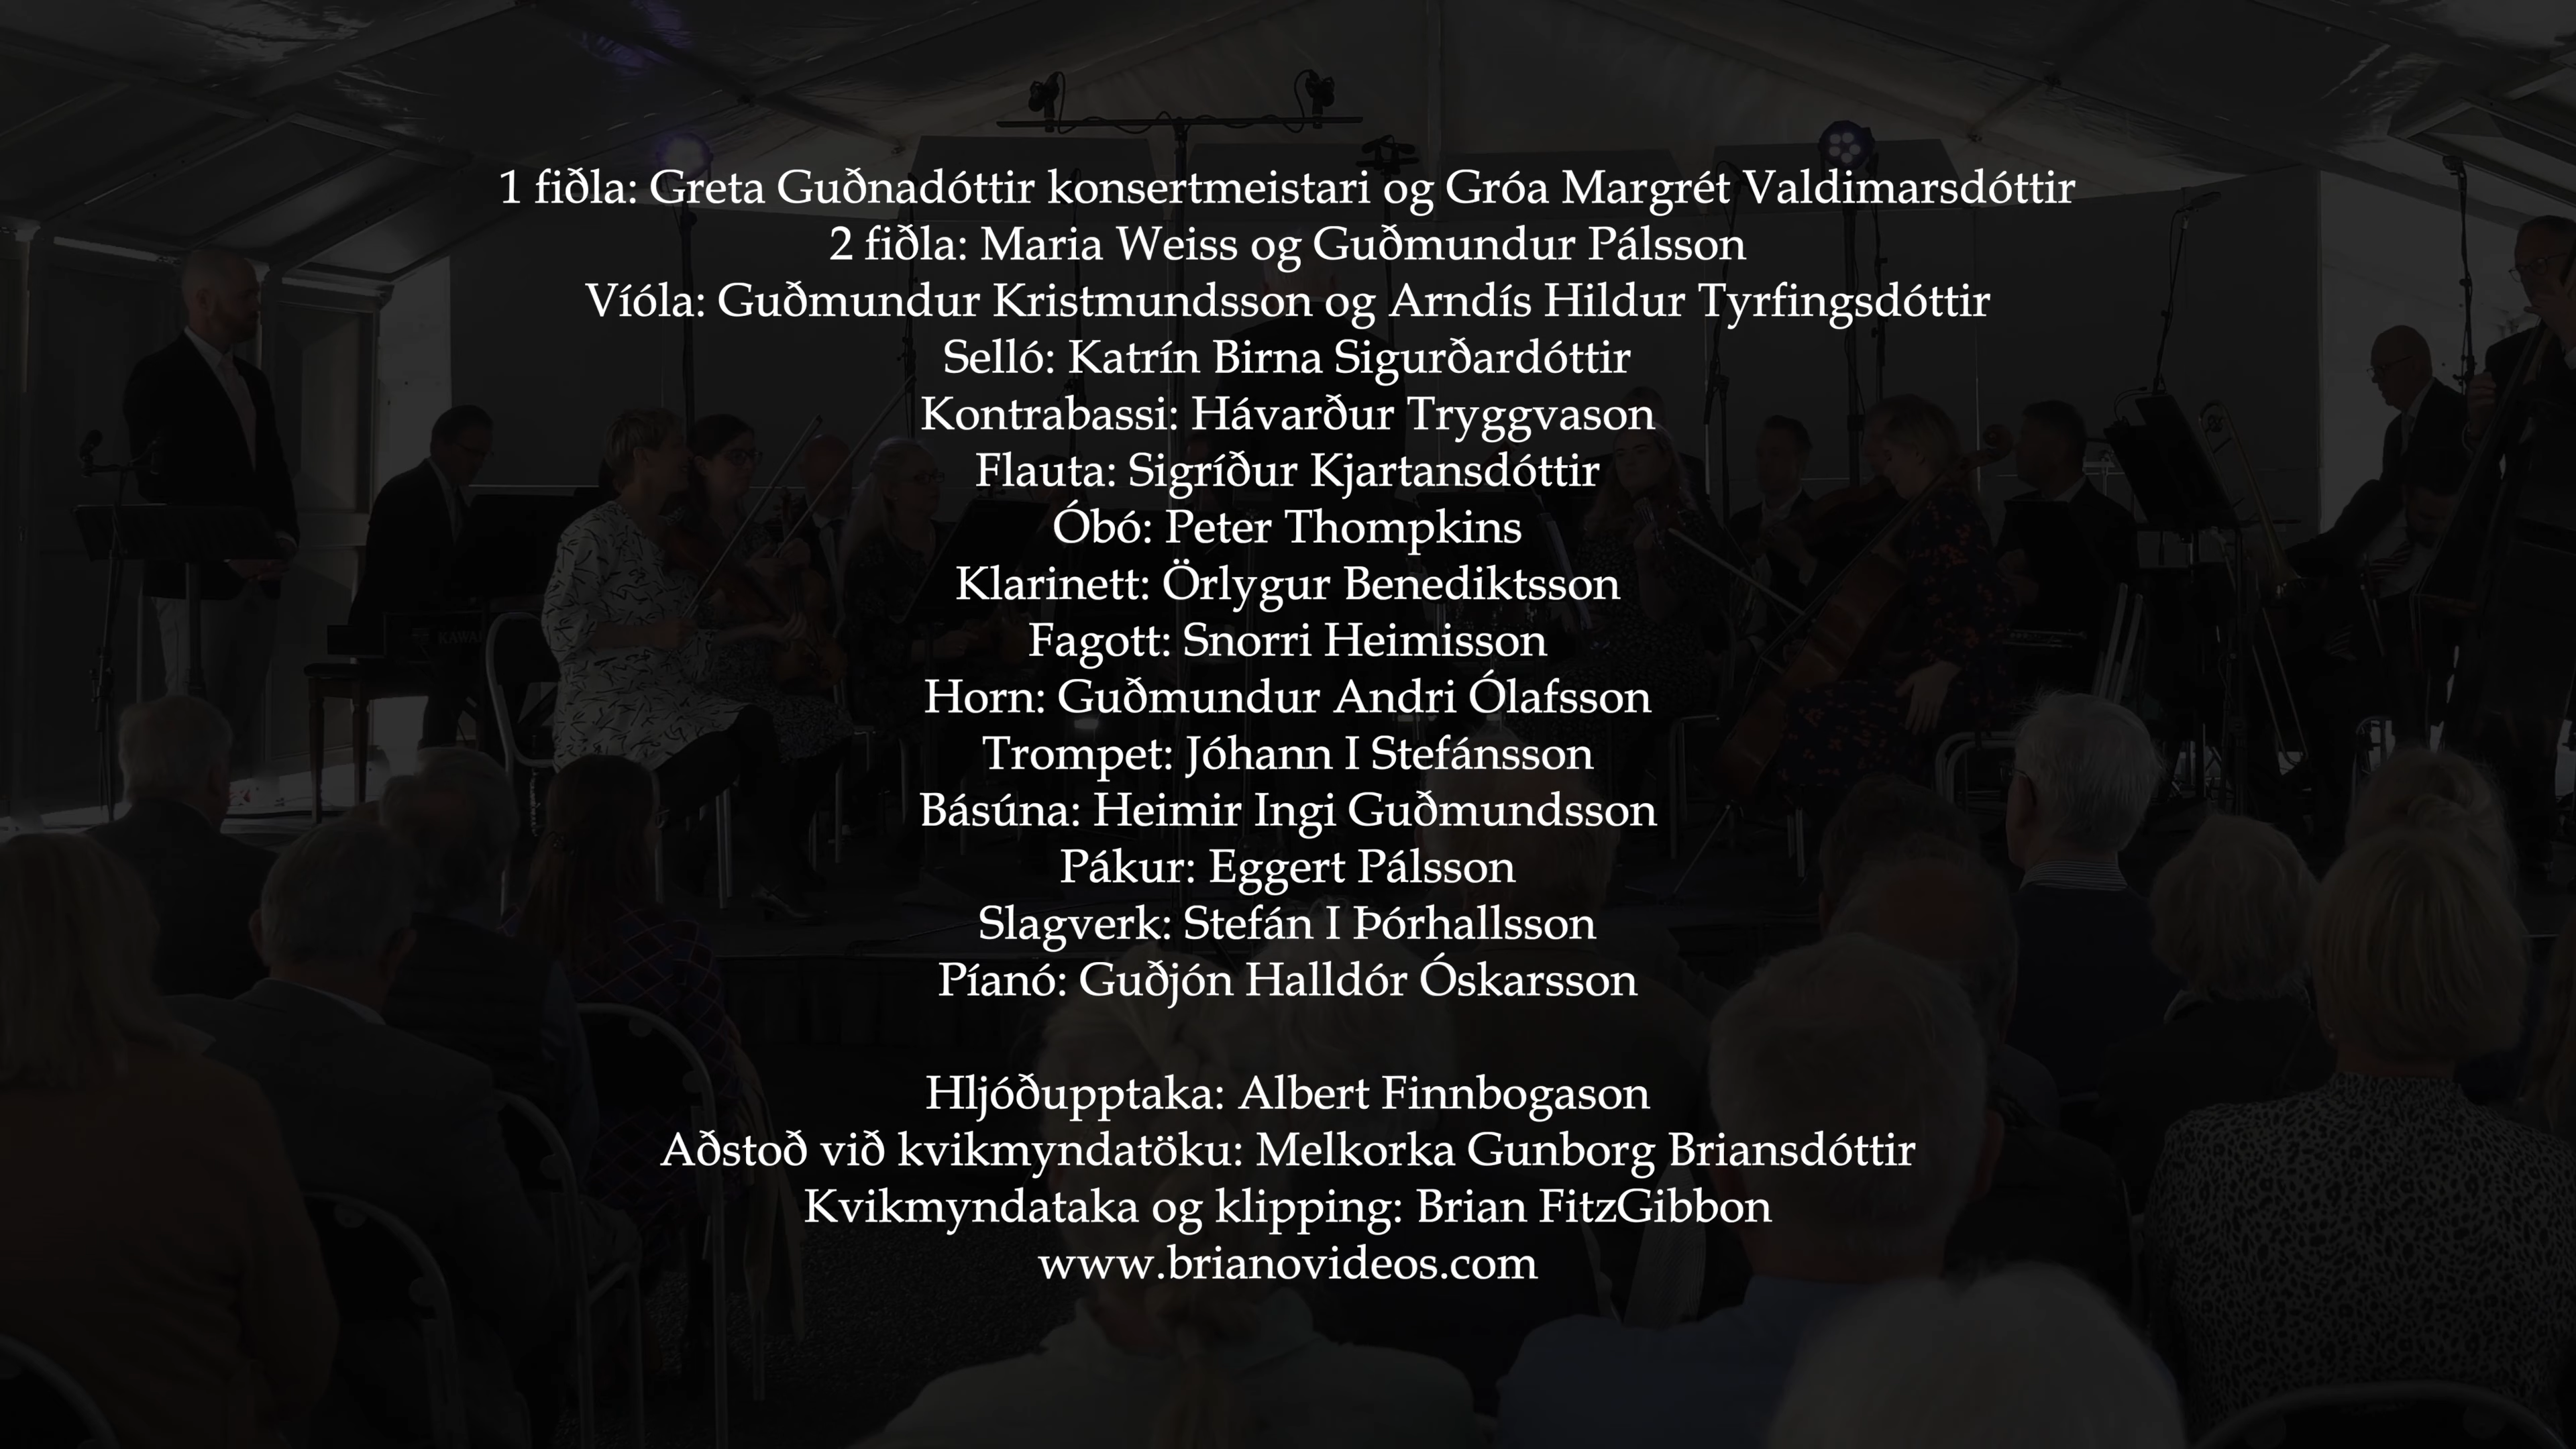 1 fiðla: Greta Guðnadóttir konsertmeistari og Gróa Margrét Valdimarsdóttir
2 fiðla: Maria Weiss og Guðmundur Pálsson
Víóla: Guðmundur Kristmundsson og Arndís Hildur Tyrfingsdóttir
Selló: Katrín Birna Sigurðardóttir
Kontrabassi: Hávarður Tryggvason
Flauta: Sigríður Kjartansdóttir
Óbó: Peter Thompkins
Klarinett: Örlygur Benediktsson
Fagott: Snorri Heimisson
Horn: Guðmundur Andri Ólafsson
Trompet: Jóhann I Stefánsson
Básúna: Heimir Ingi Guðmundsson
Pákur: Eggert Pálsson
Slagverk: Stefán I Þórhallsson
Píanó: Guðjón Halldór Óskarsson
Hljóðupptaka: Albert Finnbogason
Aðstoð við kvikmyndatöku: Melkorka Gunborg Briansdóttir
Kvikmyndataka og klipping: Brian FitzGibbon
www.brianovideos.com
KAWAI